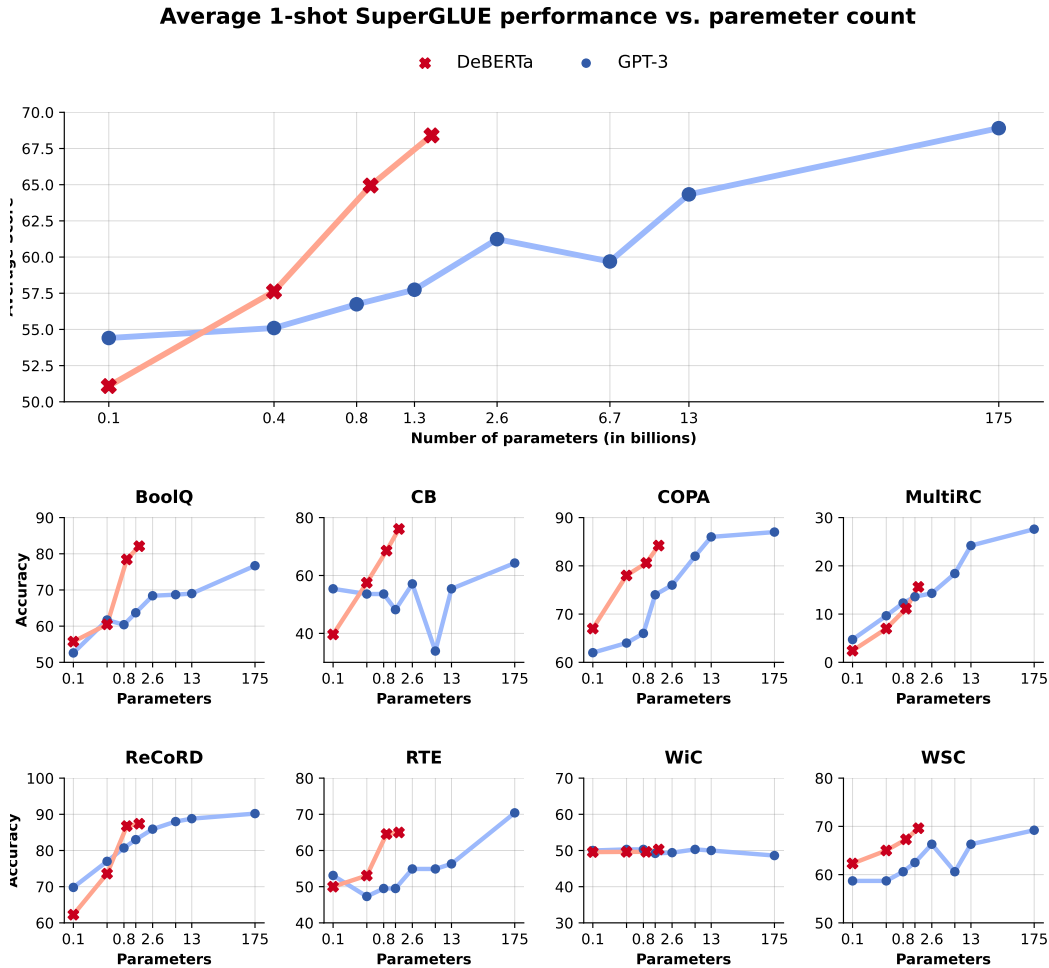 Average 1-shot SuperGLUE performance vs. paremeter count
DeBERTa GPT-3
70.0
67.5
65.0
62.5
60.0
57.5
55.0
52.5
50.0
0.1 0.4 0.8 1.3 2.6 6.7 13 175
Number of parameters (in billions)
BoolQ CB COPA MultiRC
Accuracy
90
80
70
60
50
0.1 0.8 2.6 13 175
Parameters
80
60
40
0.1 0.8 2.6 13 175
Parameters
90
80
70
60
0.1 0.8 2.6 13 175
Parameters
30
20
10
0
0.1 0.8 2.6 13 175
Parameters
ReCoRD RTE WiC WSC
Accuracy
100
90
80
70
60
0.1 0.8 2.6 13 175
Parameters
80
70
60
50
40
0.1 0.8 2.6 13 175
Parameters
70
60
50
40
30
0.1 0.8 2.6 13 175
Parameters
80
70
60
50
0.1 0.8 2.6 13 175
Parameters